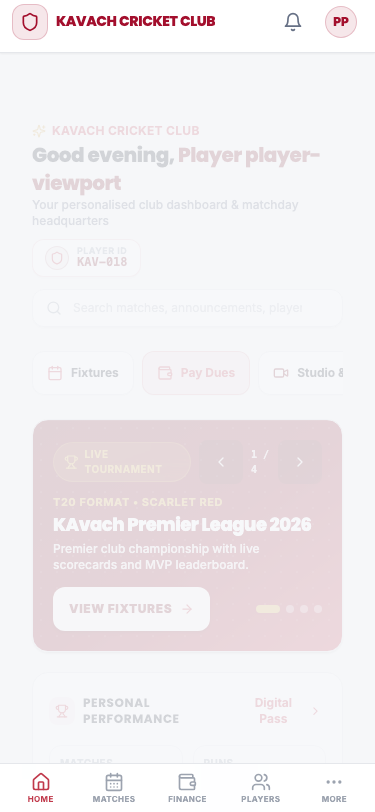 KAVACH CRICKET CLUB
PP
KAVACH CRICKET CLUB
Good evening, Player player-
viewport
Your personalised club dashboard & matchday
headquarters
PLAYER ID
KAV-018
Search matches, announcements, player
Fixtures
Pay Dues
Studio &
LIVE
TOURNAMENT
1 /
4
T20 FORMAT • SCARLET RED
KAvach Premier League 2026
Premier club championship with live
scorecards and MVP leaderboard.
VIEW FIXTURES
PERSONAL
PERFORMANCE
Digital
Pass
MATCHES
RUNS
HOME
MATCHES
FINANCE
PLAYERS
MORE